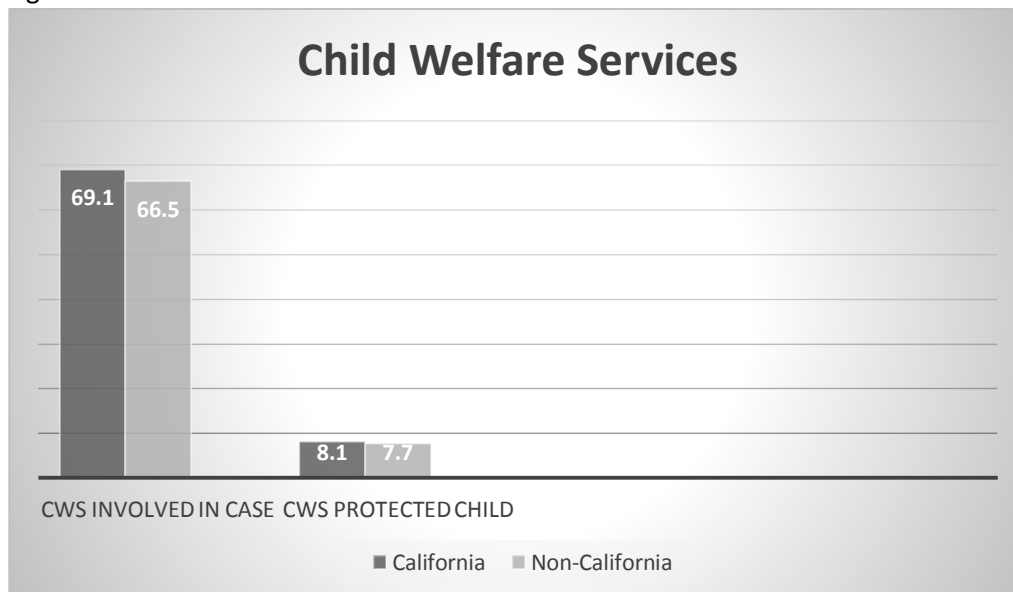 Child Welfare Services
69.1
66.5
8.1
7.7
CWS INVOLVED IN CASE
CWS PROTECTED CHILD
California
Non-California